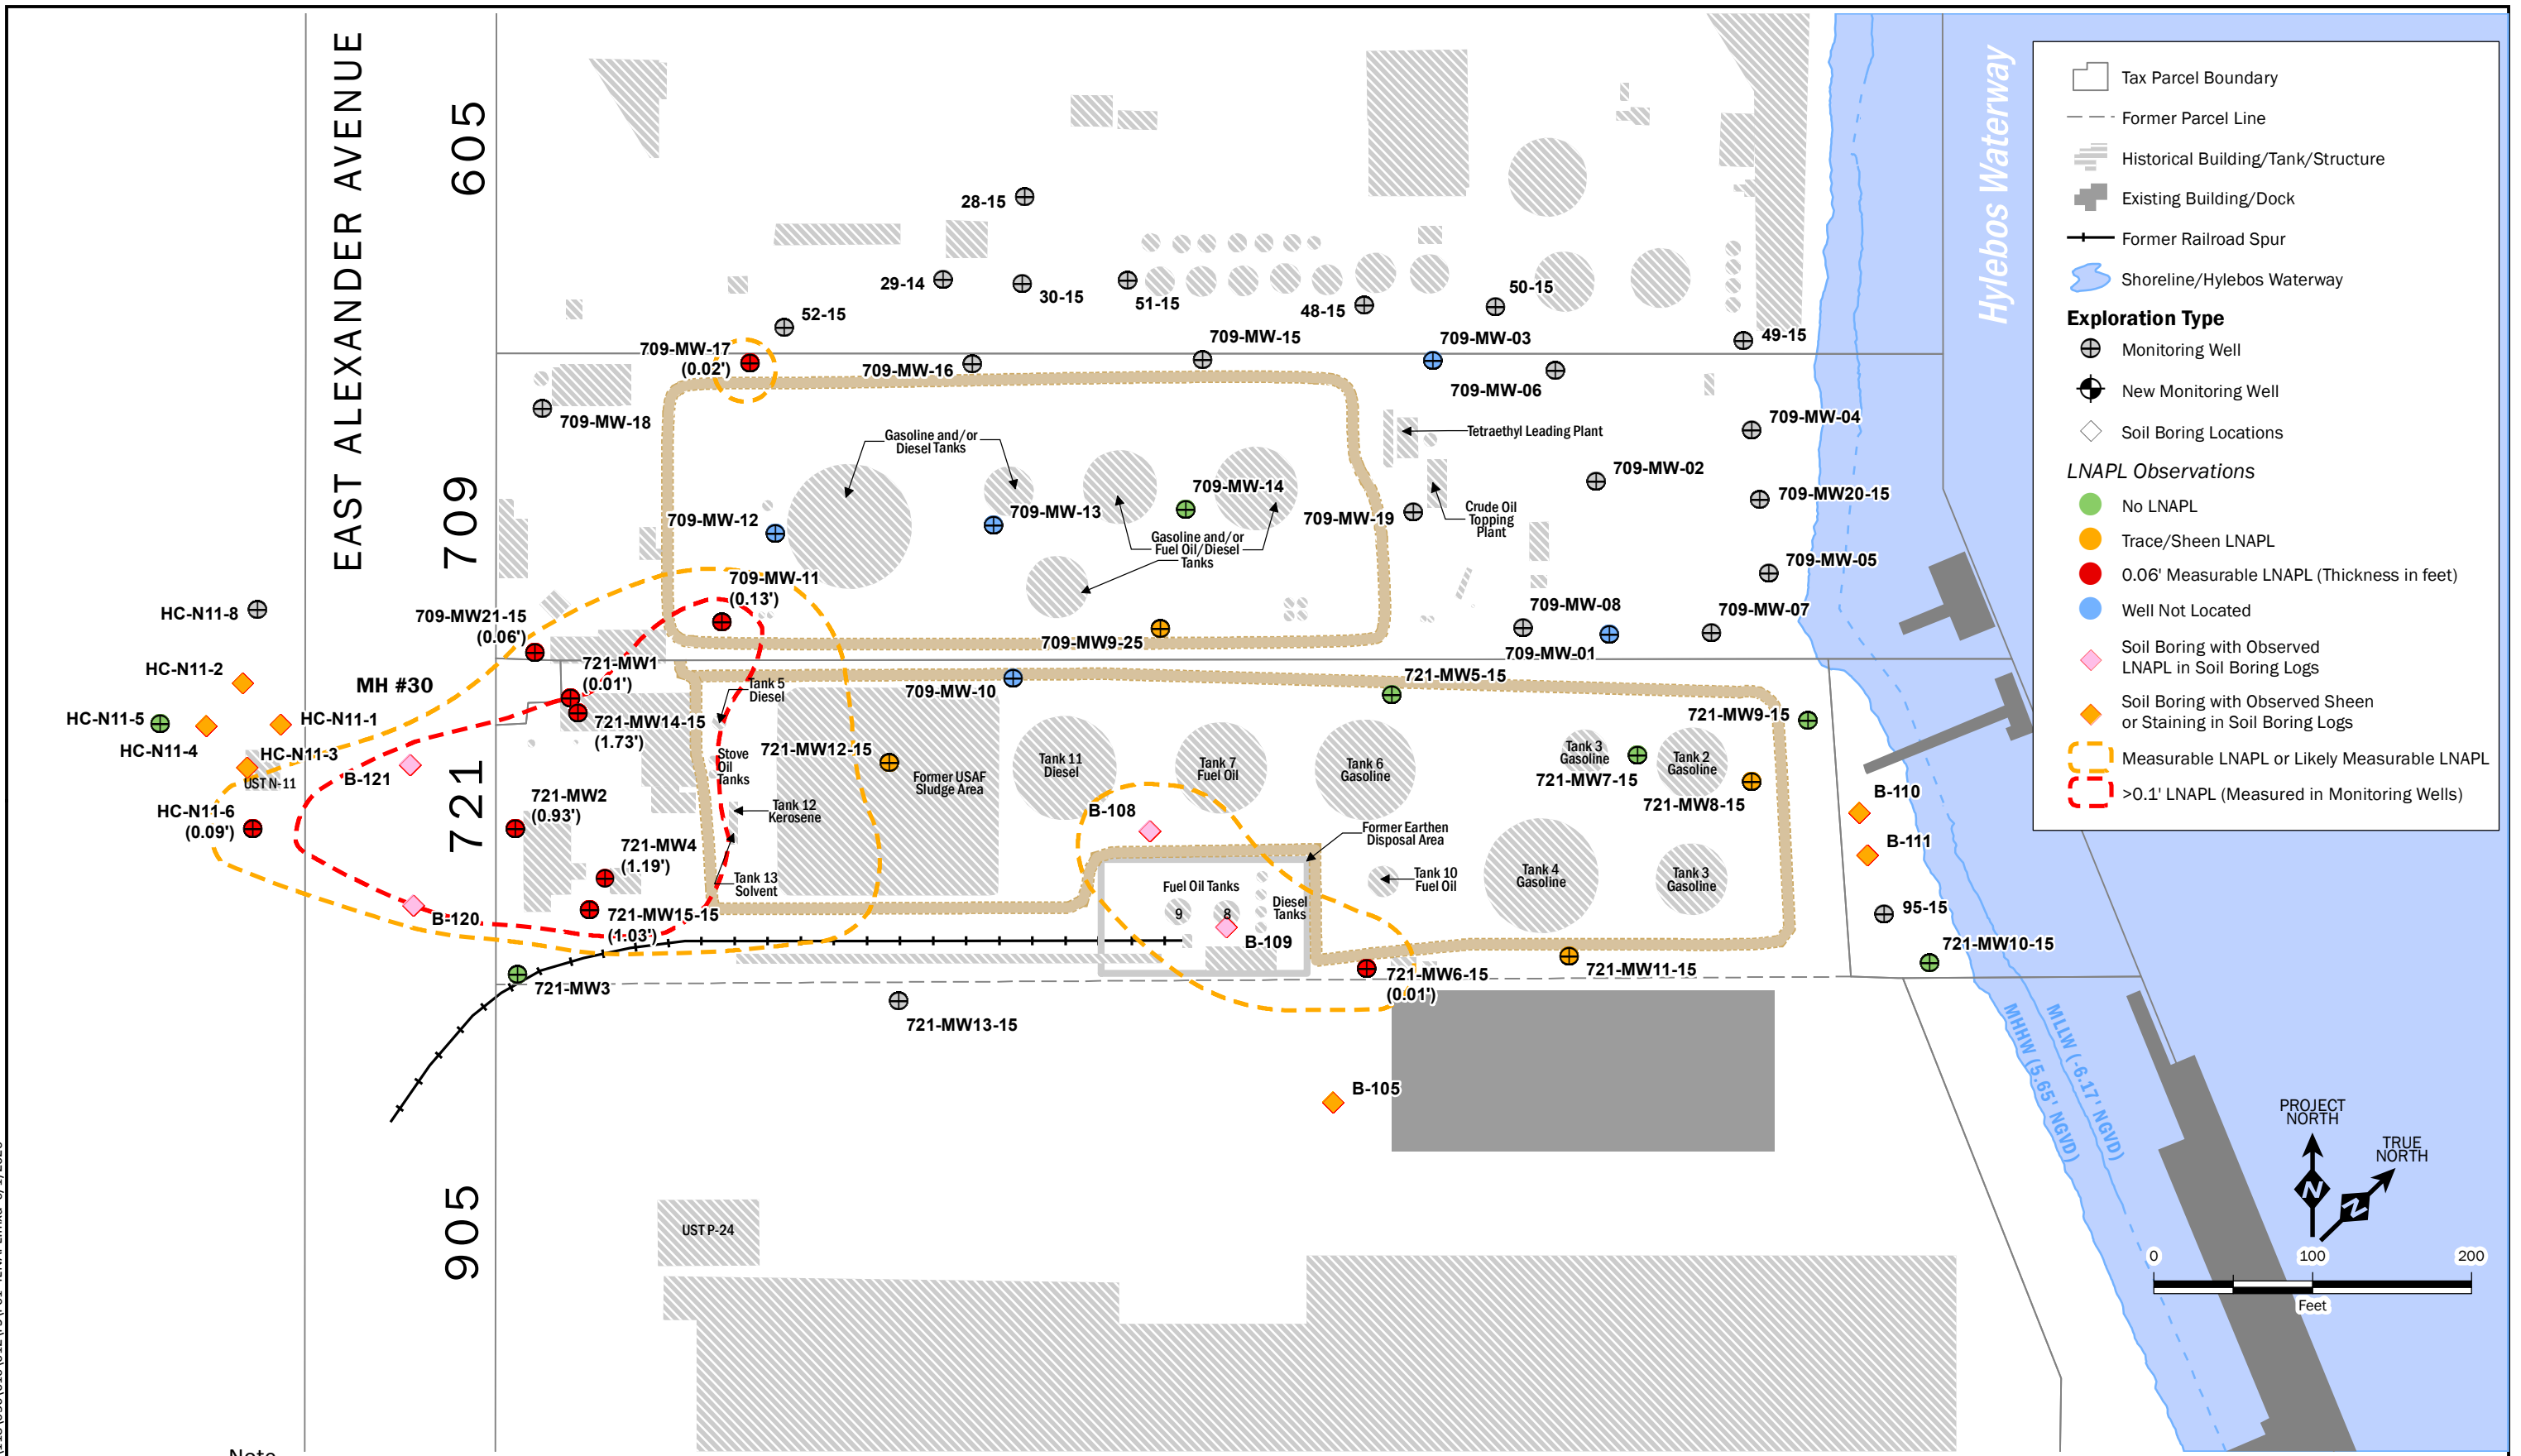 EAST ALEXANDER AVENUE
605
709
721
905
Hylebos Waterway
28-15
29-14
30-15
51-15
52-15
48-15
50-15
49-15
709-MW-17
(0.02')
709-MW-16
709-MW-15
709-MW-03
709-MW-06
709-MW-18
709-MW-04
Gasoline and/or
Diesel Tanks
Tetraethyl Leading Plant
709-MW-02
709-MW-14
709-MW20-15
709-MW-12
709-MW-13
709-MW-19
Crude Oil
Topping
Plant
Gasoline and/or
Fuel Oil/Diesel
Tanks
709-MW-05
709-MW-11
(0.13')
HC-N11-8
709-MW21-15
(0.06')
709-MW9-25
709-MW-08
709-MW-07
709-MW-01
HC-N11-2
MH #30
721-MW1
(0.01')
Tank 5
Diesel
709-MW-10
721-MW5-15
HC-N11-5
HC-N11-1
721-MW14-15
(1.73')
721-MW9-15
HC-N11-4
HC-N11-3
UST N-11
B-121
Stove
Oil
Tanks
721-MW12-15
Former USAF
Sludge Area
Tank 11
Diesel
Tank 7
Fuel Oil
Tank 6
Gasoline
Tank 3
Gasoline
721-MW7-15
Tank 2
Gasoline
721-MW8-15
HC-N11-6
(0.09')
721-MW2
(0.93')
Tank 12
Kerosene
B-108
B-110
B-111
Former Earthen
Disposal Area
721-MW4
(1.19')
Tank 13
Solvent
Fuel Oil Tanks
9
8
Diesel
Tanks
Tank 10
Fuel Oil
Tank 4
Gasoline
Tank 3
Gasoline
B-120
721-MW15-15
(1.03')
B-109
95-15
721-MW10-15
721-MW3
721-MW6-15
(0.01')
721-MW11-15
721-MW13-15
B-105
UST P-24
MHHW (5.65' NGVD)
MLLW (-6.17' NGVD)
Tax Parcel Boundary
Former Parcel Line
Historical Building/Tank/Structure
Existing Building/Dock
Former Railroad Spur
Shoreline/Hylebos Waterway
Exploration Type
Monitoring Well
New Monitoring Well
Soil Boring Locations
LNAPL Observations
No LNAPL
Trace/Sheen LNAPL
0.06' Measurable LNAPL (Thickness in feet)
Well Not Located
Soil Boring with Observed
LNAPL in Soil Boring Logs
Soil Boring with Observed Sheen
or Staining in Soil Boring Logs
Measurable LNAPL or Likely Measurable LNAPL
>0.1' LNAPL (Measured in Monitoring Wells)
PROJECT
NORTH
TRUE
NORTH
N
N
0
100
200
Feet